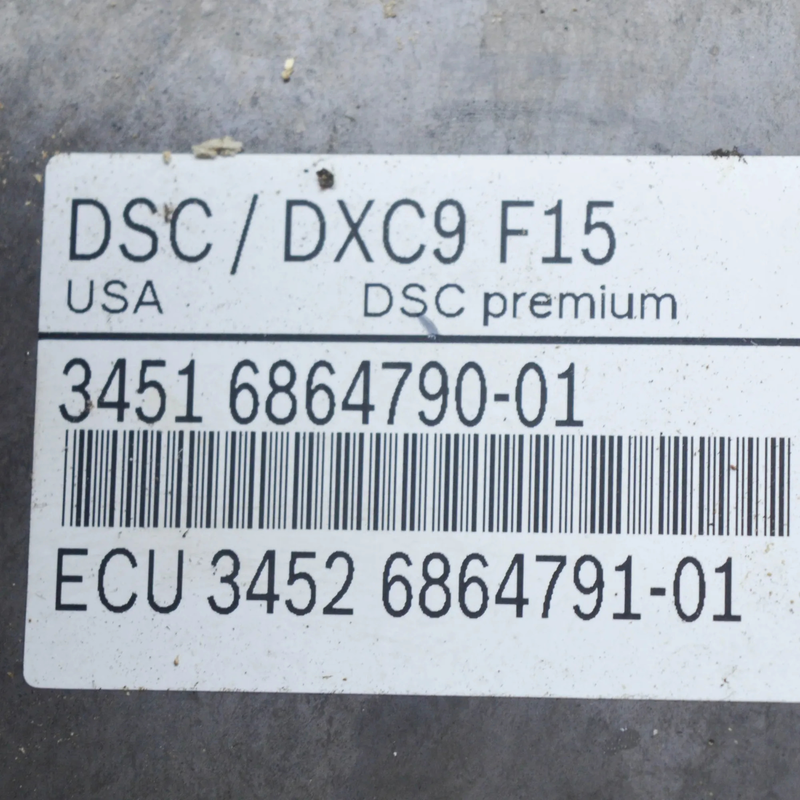 DSC / DXC9 F15
USA DSC premium
3451 6864790-01
ECU 3452 6864791-01